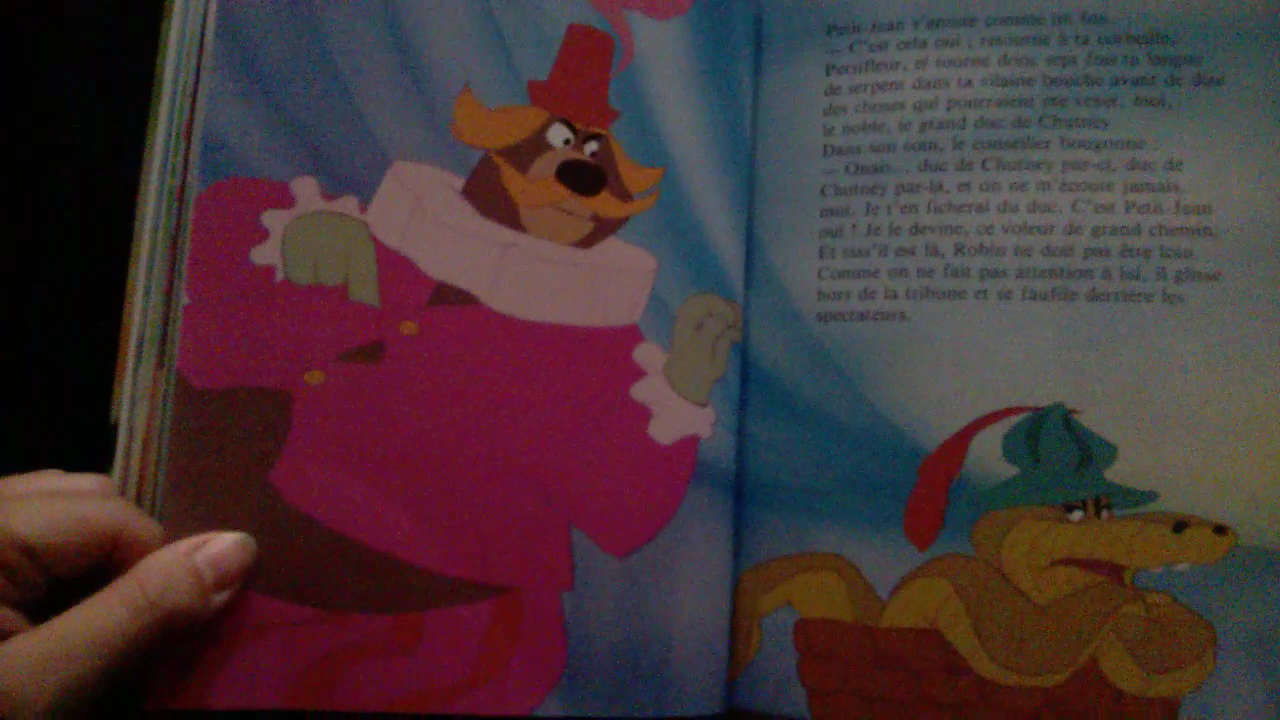 Petit Jean s'ennuie comme un fou.
— C'est cela oui ; retourne à ta corbeille,
Persifleur, et tourne donc sept fois ta langue
de serpent dans ta vilaine bouche avant de dire
des choses qui pourraient me vexer, moi,
le noble, le grand duc de Chutney
Dans son coin, le conseiller bougonne :
— Ouais... duc de Chutney par-ci, duc de
Chutney par-là, et on ne m'écoute jamais,
moi. Je t'en ficherai du duc. C'est Petit Jean
oui ! Je le devine, ce voleur de grand chemin.
Et s'il est là, Robin ne doit pas être loin.
Comme on ne fait pas attention à lui, il glisse
hors de la tribune et se faufile derrière les
spectateurs.